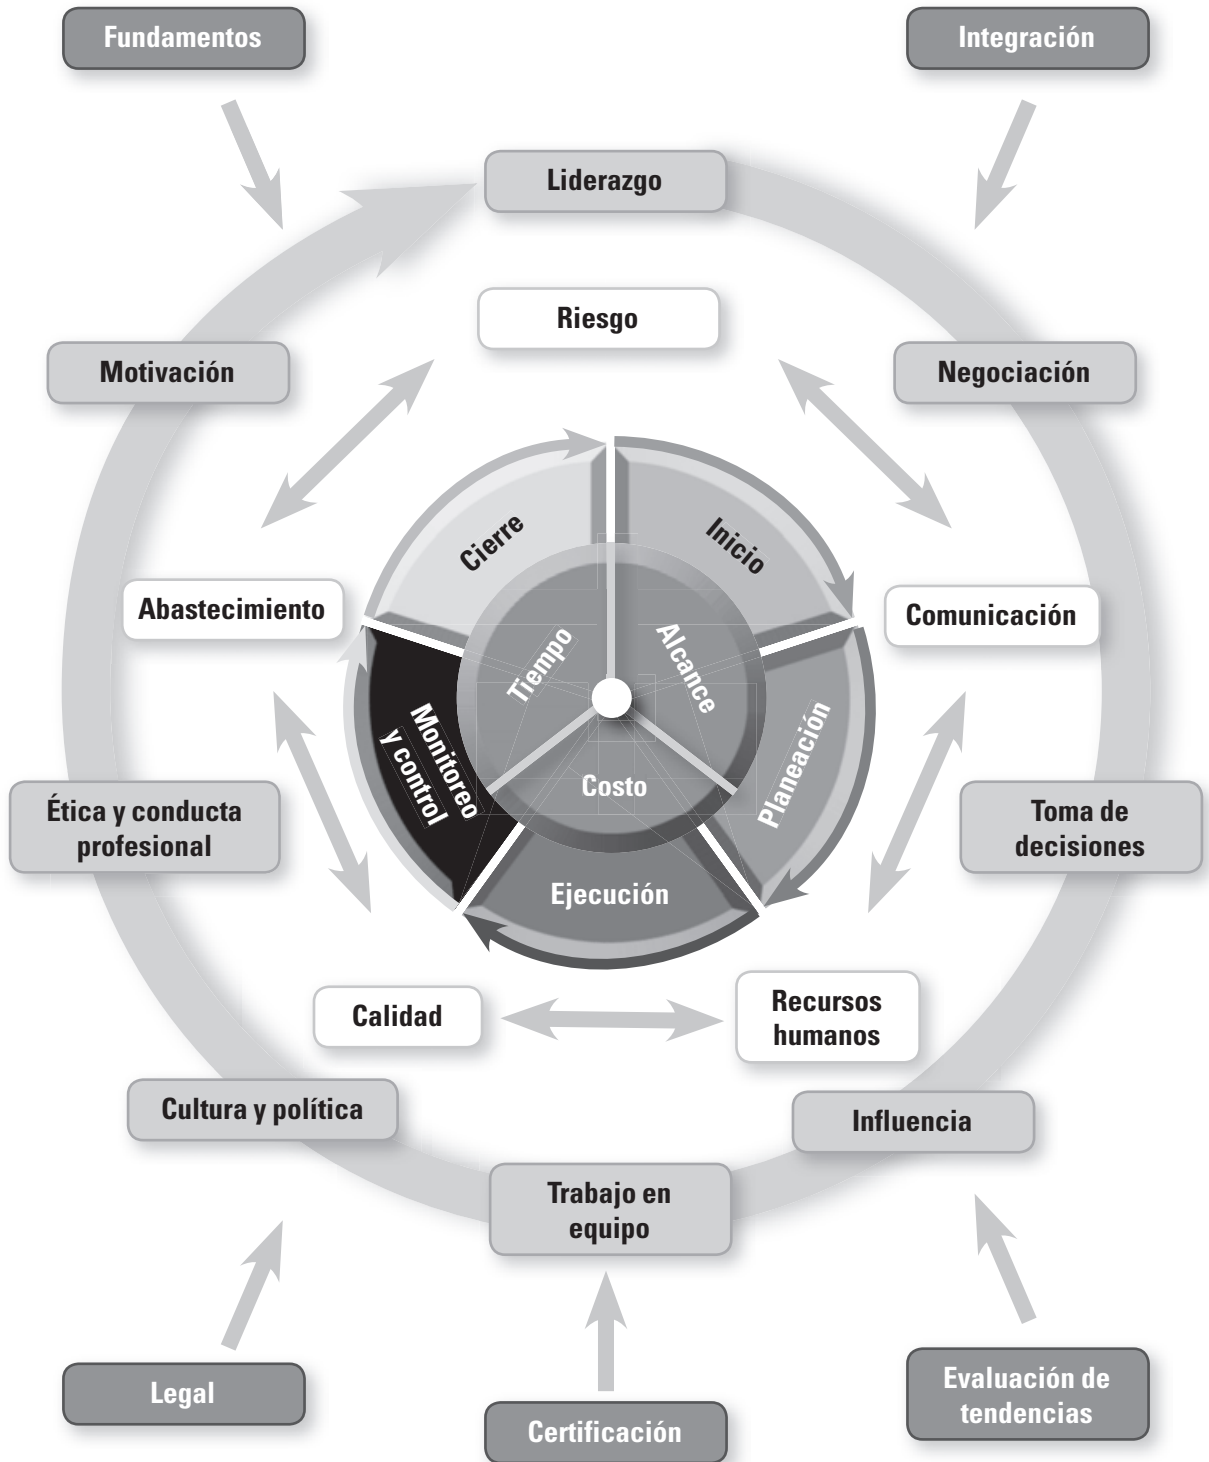 Fundamentos
Integración
Liderazgo
Riesgo
Motivación
Negociación
Cierre
Inicio
Abastecimiento
Comunicación
Tiempo
Alcance
Monitoreo
y control
Planeación
Costo
Ética y conducta
profesional
Toma de
decisiones
Ejecución
Calidad
Recursos
humanos
Cultura y política
Influencia
Trabajo en
equipo
Legal
Certificación
Evaluación de
tendencias